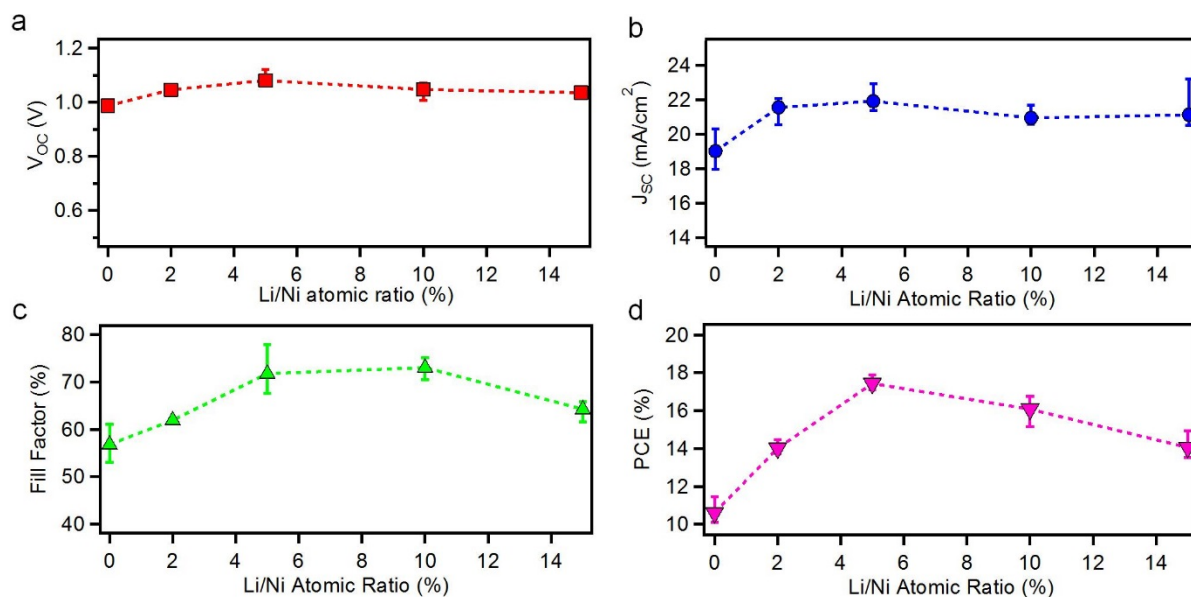 a
1.2
1.0
0.8
0.6
V_OC (V)
0 2 4 6 8 10 12 14
Li/Ni atomic ratio (%)
b
24
22
20
18
16
14
J_SC (mA/cm²)
0 2 4 6 8 10 12 14
Li/Ni Atomic Ratio (%)
c
80
70
60
50
40
Fill Factor (%)
0 2 4 6 8 10 12 14
Li/Ni Atomic Ratio (%)
d
20
18
16
14
12
10
PCE (%)
0 2 4 6 8 10 12 14
Li/Ni Atomic Ratio (%)